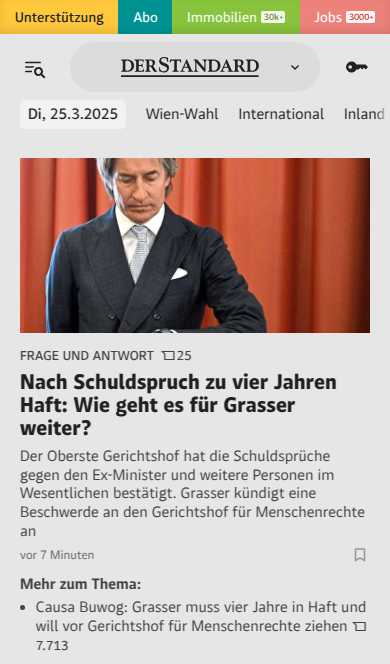 Unterstützung Abo Immobilien 30k+ Jobs 3000+
DERSTANDARD
Di, 25.3.2025 Wien-Wahl International Inland
FRAGE UND ANTWORT 25
Nach Schuldspruch zu vier Jahren
Haft: Wie geht es für Grasser
weiter?
Der Oberste Gerichtshof hat die Schuldsprüche
gegen den Ex-Minister und weitere Personen im
Wesentlichen bestätigt. Grasser kündigt eine
Beschwerde an den Gerichtshof für Menschenrechte
an
vor 7 Minuten
Mehr zum Thema:
• Causa Buwog: Grasser muss vier Jahre in Haft und
will vor Gerichtshof für Menschenrechte ziehen
7.713